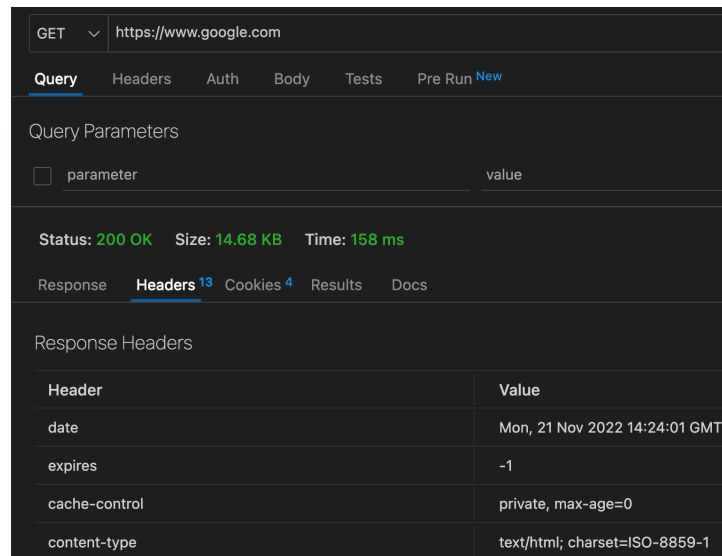 GET https://www.google.com
Query Headers Auth Body Tests Pre Run New
Query Parameters
parameter value
Status: 200 OK Size: 14.68 KB Time: 158 ms
Response Headers 13 Cookies 4 Results Docs
Response Headers
Header Value
date Mon, 21 Nov 2022 14:24:01 GMT
expires -1
cache-control private, max-age=0
content-type text/html; charset=ISO-8859-1